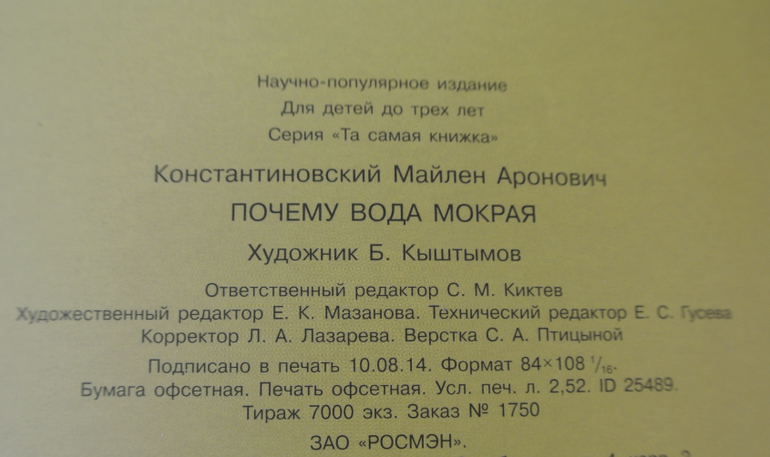 Научно-популярное издание
Для детей до трех лет
Серия «Та самая книжка»
Константиновский Майлен Аронович
ПОЧЕМУ ВОДА МОКРАЯ
Художник Б. Кыштымов
Ответственный редактор С. М. Киктев
Художественный редактор Е. К. Мазанова. Технический редактор Е. С. Гусева
Корректор Л. А. Лазарева. Верстка С. А. Птицыной
Подписано в печать 10.08.14. Формат 84×108 1/16.
Бумага офсетная. Печать офсетная. Усл. печ. л. 2,52. ID 25489.
Тираж 7000 экз. Заказ № 1750
ЗАО «РОСМЭН».